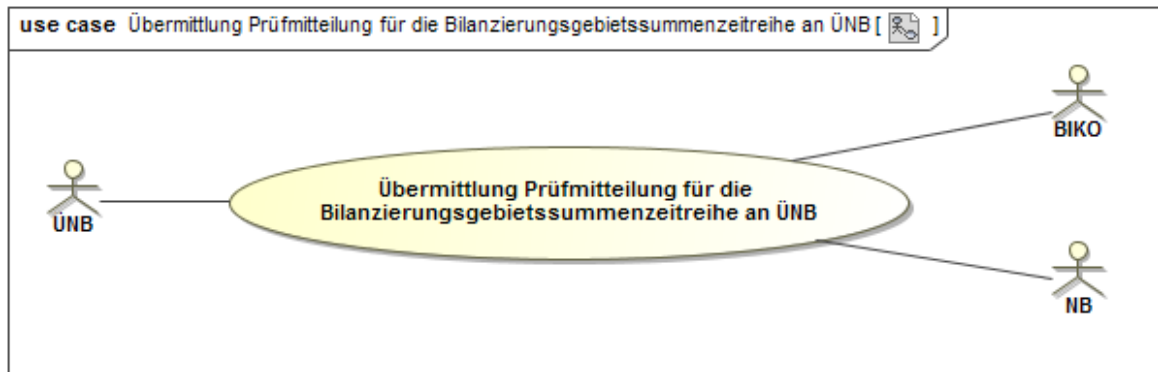 use case Übermittlung Prüfmitteilung für die Bilanzierungsgebietssummenzeitreihe an ÜNB [ ]
BIKO
Übermittlung Prüfmitteilung für die
Bilanzierungsgebietssummenzeitreihe an ÜNB
ÜNB
NB